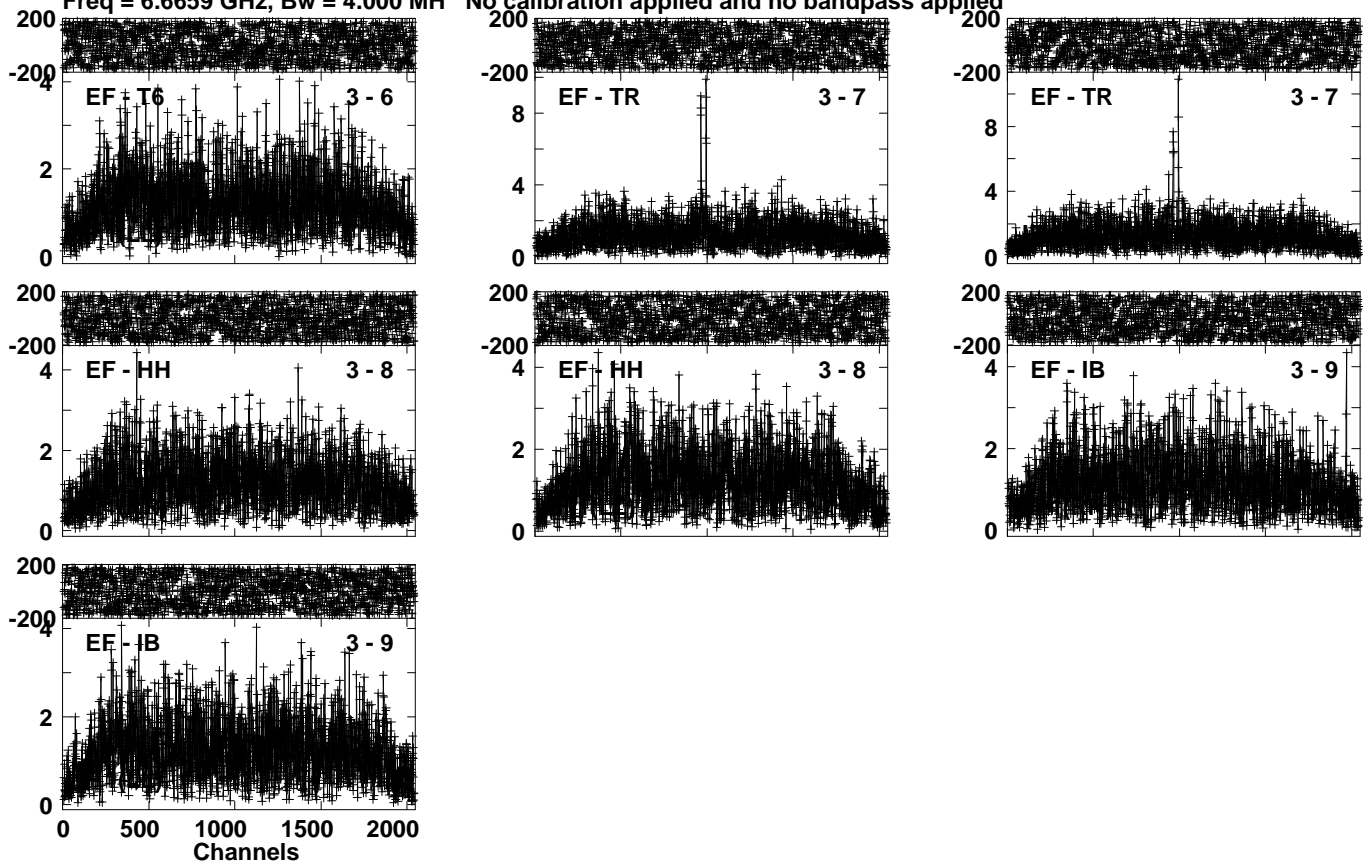 Freq = 6.6659 GHz, Bw = 4.000 MH No calibration applied and no bandpass applied
200 200 200
-200 -200 -200
EF - T6 3 - 6 EF - TR 3 - 7 EF - TR 3 - 7
4 8 8
2 4 4
0 0 0
200 200 200
-200 -200 -200
EF - HH 3 - 8 EF - HH 3 - 8 EF - IB 3 - 9
4 4 4
2 2 2
0 0 0
200
-200
4
EF - IB 3 - 9
2
0
0 500 1000 1500 2000
Channels